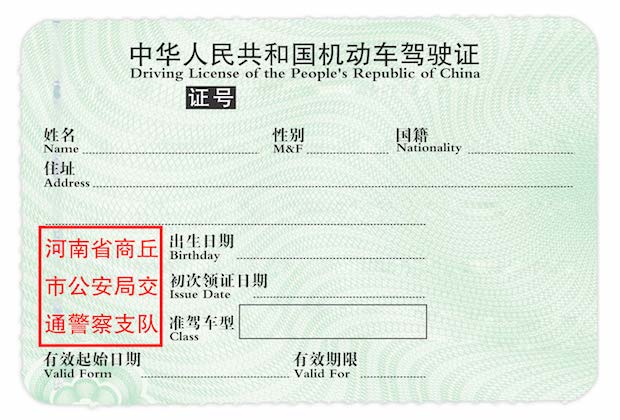 中华人民共和国机动车驾驶证
Driving License of the People's Republic of China
证号
姓名 性别 国籍
Name M&F Nationality
住址
Address
河南省商丘
市公安局交
通警察支队
出生日期
Birthday
初次领证日期
Issue Date
准驾车型
Class
有效起始日期 有效期限
Valid Form Valid For